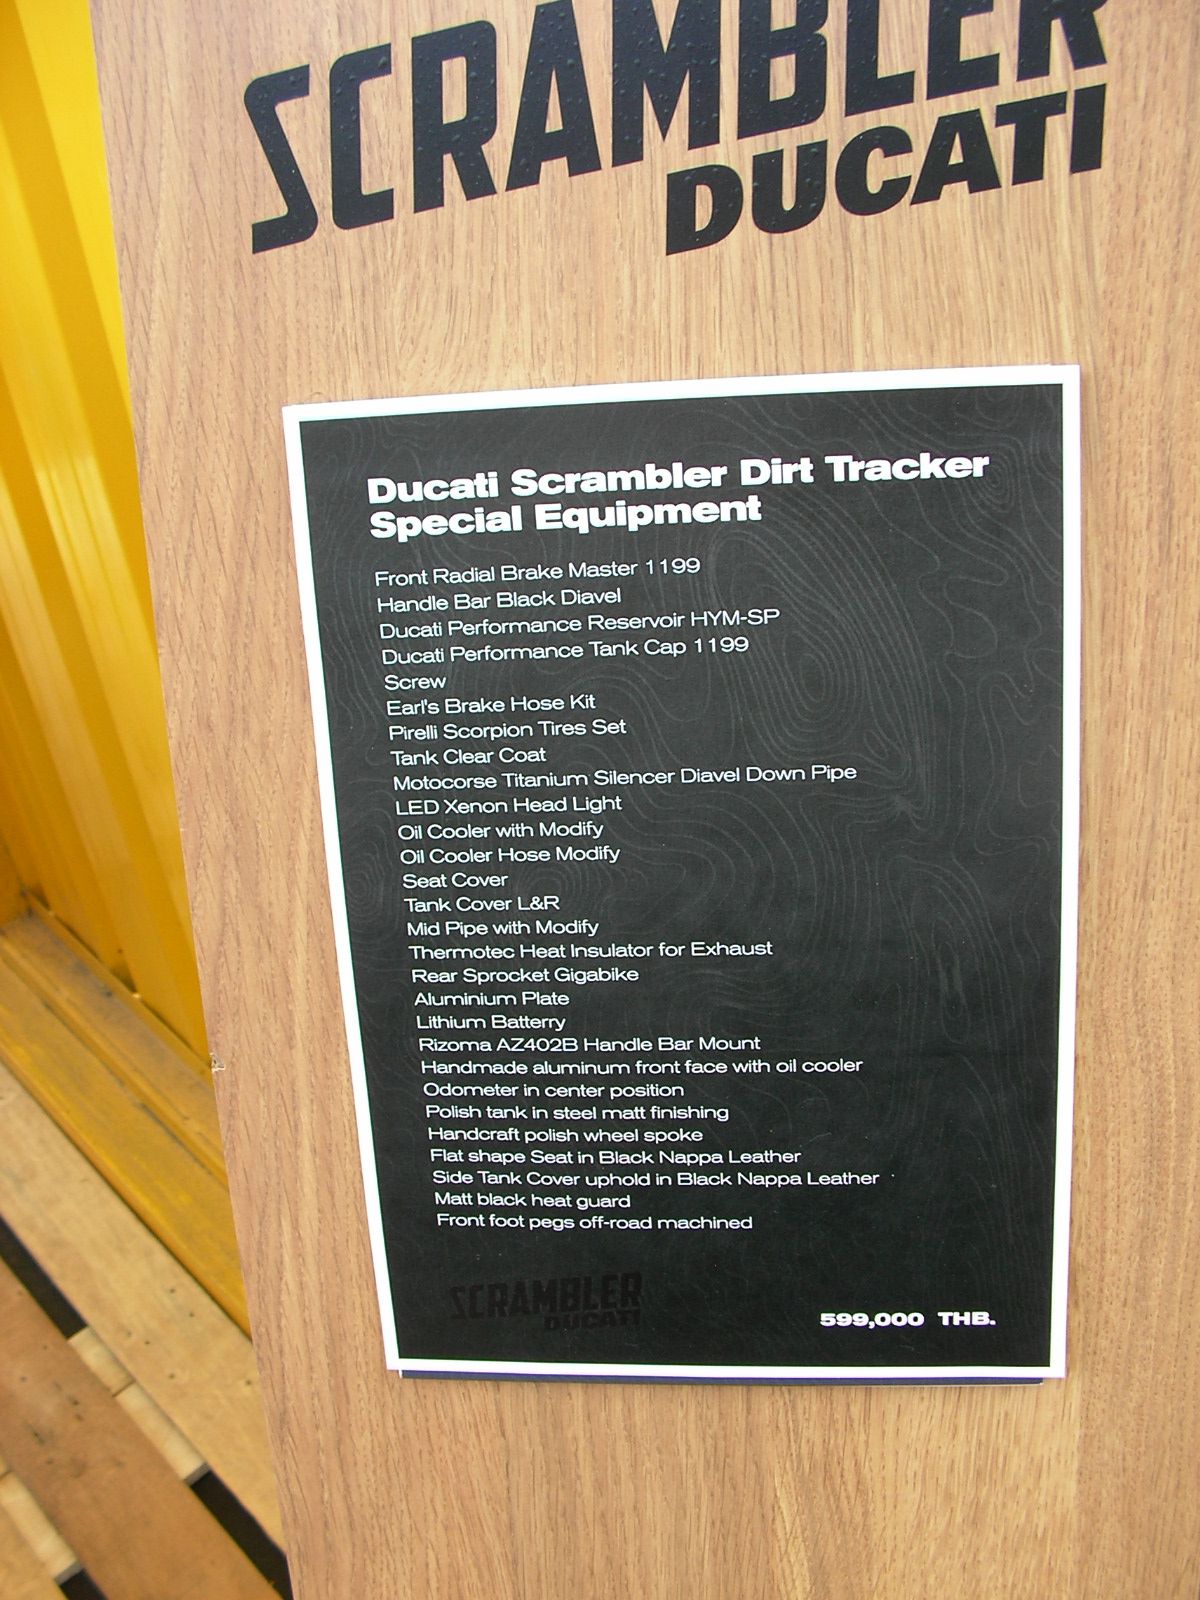 SCRAMBLER
DUCATI
Ducati Scrambler Dirt Tracker
Special Equipment
Front Radial Brake Master 1199
Handle Bar Black Diavel
Ducati Performance Reservoir HYM-SP
Ducati Performance Tank Cap 1199
Screw
Earl's Brake Hose Kit
Pirelli Scorpion Tires Set
Tank Clear Coat
Motocorse Titanium Silencer Diavel Down Pipe
LED Xenon Head Light
Oil Cooler with Modify
Oil Cooler Hose Modify
Seat Cover
Tank Cover L&R
Mid Pipe with Modify
Thermotec Heat Insulator for Exhaust
Rear Sprocket Gigabike
Aluminium Plate
Lithium Batterry
Rizoma AZ402B Handle Bar Mount
Handmade aluminum front face with oil cooler
Odometer in center position
Polish tank in steel matt finishing
Handcraft polish wheel spoke
Flat shape Seat in Black Nappa Leather
Side Tank Cover uphold in Black Nappa Leather
Matt black heat guard
Front foot pegs off-road machined
SCRAMBLER
DUCATI
599,000 THB.